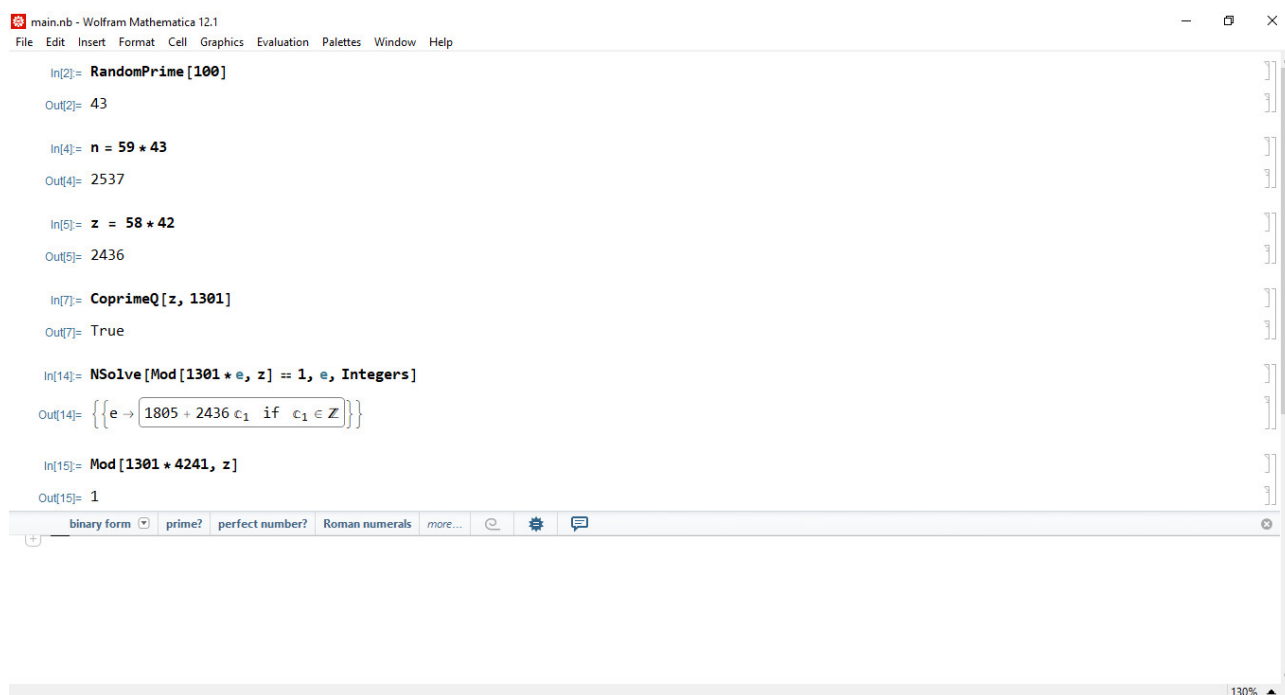 main.nb - Wolfram Mathematica 12.1
File Edit Insert Format Cell Graphics Evaluation Palettes Window Help
In[2]:= RandomPrime[100]
Out[2]= 43
In[4]:= n = 59 * 43
Out[4]= 2537
In[5]:= z = 58 * 42
Out[5]= 2436
In[7]:= CoprimeQ[z, 1301]
Out[7]= True
In[14]:= NSolve[Mod[1301 * e, z] == 1, e, Integers]
Out[14]= {{e → 1805 + 2436 c₁ if c₁ ∈ ℤ}}
In[15]:= Mod[1301 * 4241, z]
Out[15]= 1
binary form prime? perfect number? Roman numerals more...
130%